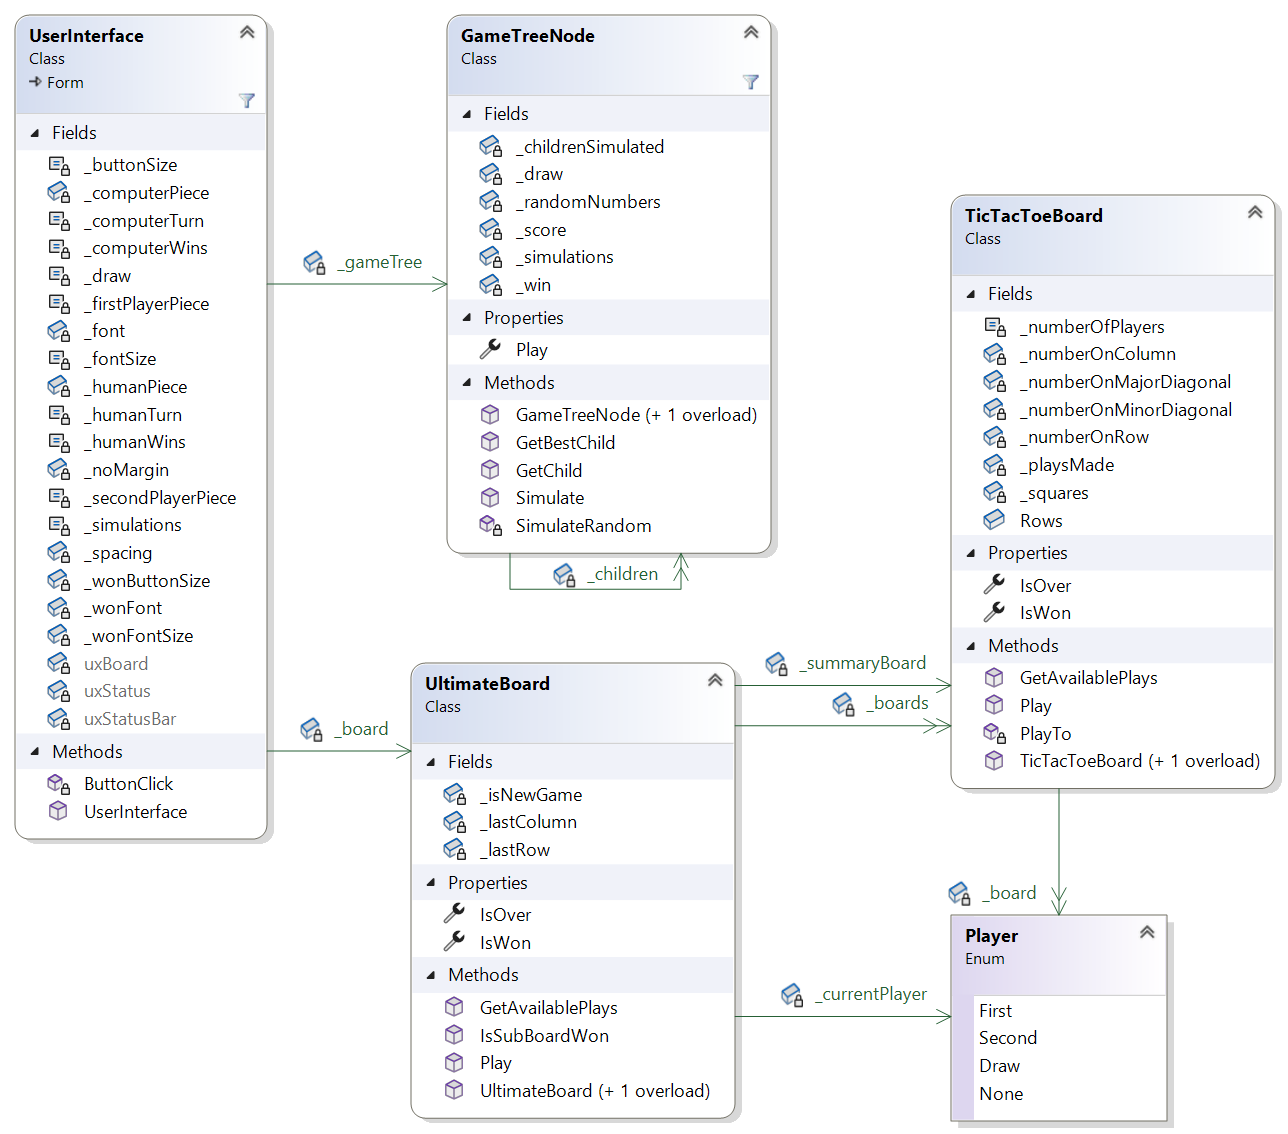 UserInterface
Class
Form
Fields
_buttonSize
_computerPiece
_computerTurn
_computerWins
_draw
_firstPlayerPiece
_font
_fontSize
_humanPiece
_humanTurn
_humanWins
_noMargin
_secondPlayerPiece
_simulations
_spacing
_wonButtonSize
_wonFont
_wonFontSize
uxBoard
uxStatus
uxStatusBar
Methods
ButtonClick
UserInterface
_gameTree
GameTreeNode
Class
Fields
_childrenSimulated
_draw
_randomNumbers
_score
_simulations
_win
Properties
Play
Methods
GameTreeNode (+ 1 overload)
GetBestChild
GetChild
Simulate
SimulateRandom
_children
_board
UltimateBoard
Class
Fields
_isNewGame
_lastColumn
_lastRow
Properties
IsOver
IsWon
Methods
GetAvailablePlays
IsSubBoardWon
Play
UltimateBoard (+ 1 overload)
_summaryBoard
_boards
_currentPlayer
TicTacToeBoard
Class
Fields
_numberOfPlayers
_numberOnColumn
_numberOnMajorDiagonal
_numberOnMinorDiagonal
_numberOnRow
_playsMade
_squares
Rows
Properties
IsOver
IsWon
Methods
GetAvailablePlays
Play
PlayTo
TicTacToeBoard (+ 1 overload)
_board
Player
Enum
First
Second
Draw
None